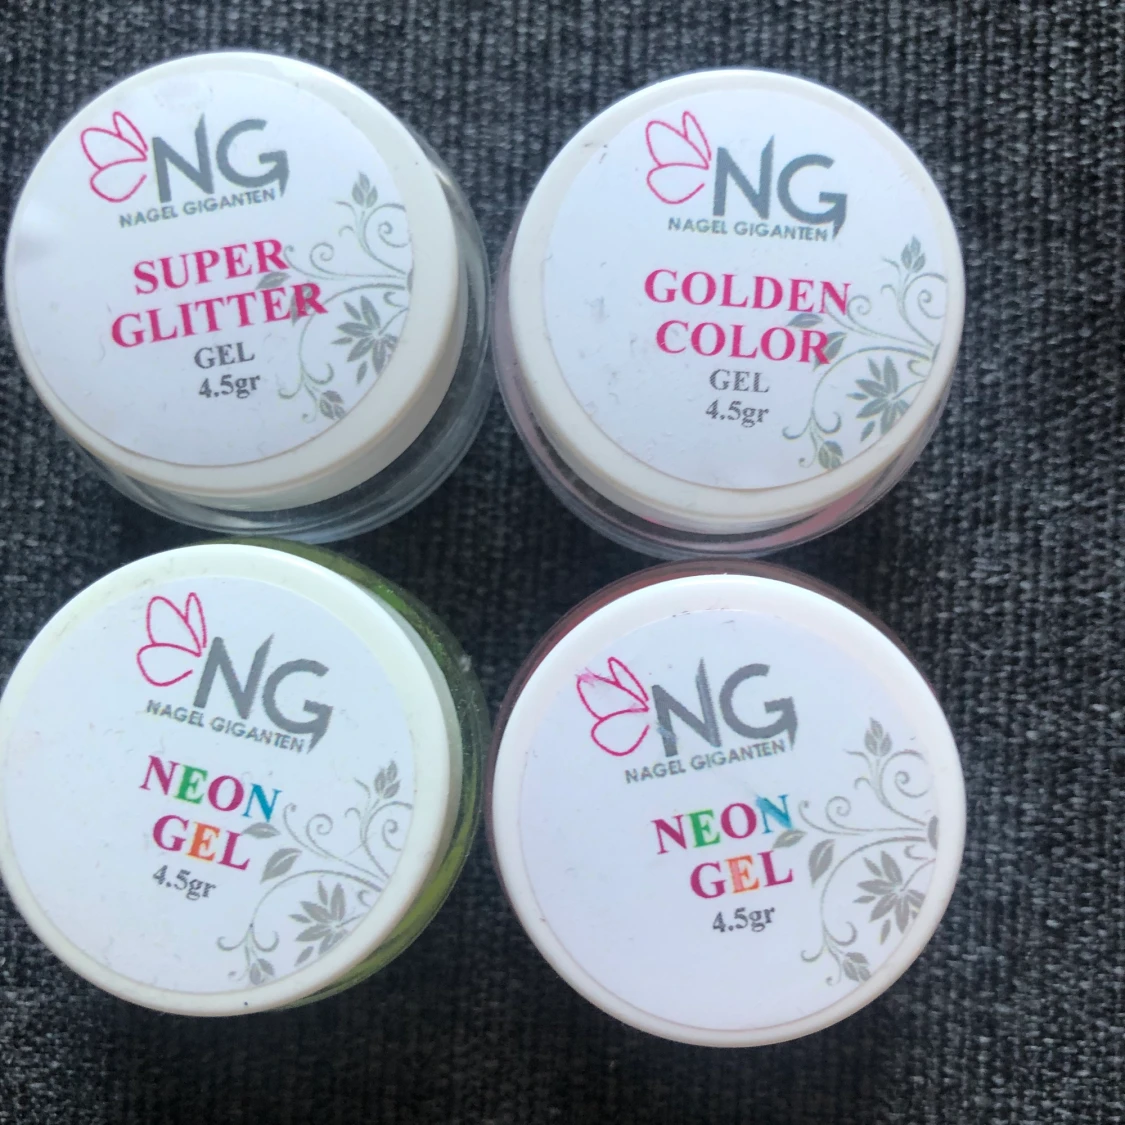 NG
NAGEL GIGANTEN
SUPER
GLITTER
GEL
4.5gr
NG
NAGEL GIGANTEN
GOLDEN
COLOR
GEL
4.5gr
NG
NAGEL GIGANTEN
NEON
GEL
4.5gr
NG
NAGEL GIGANTEN
NEON
GEL
4.5gr